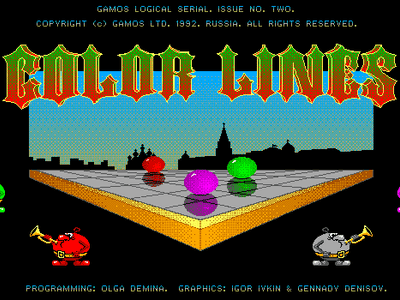 GAMOS LOGICAL SERIAL. ISSUE NO. TWO.
COPYRIGHT (c) GAMOS LTD. 1992. RUSSIA. ALL RIGHTS RESERVED.
COLOR LINES
PROGRAMMING: OLGA DEMINA. GRAPHICS: IGOR IVKIN & GENNADY DENISOV.